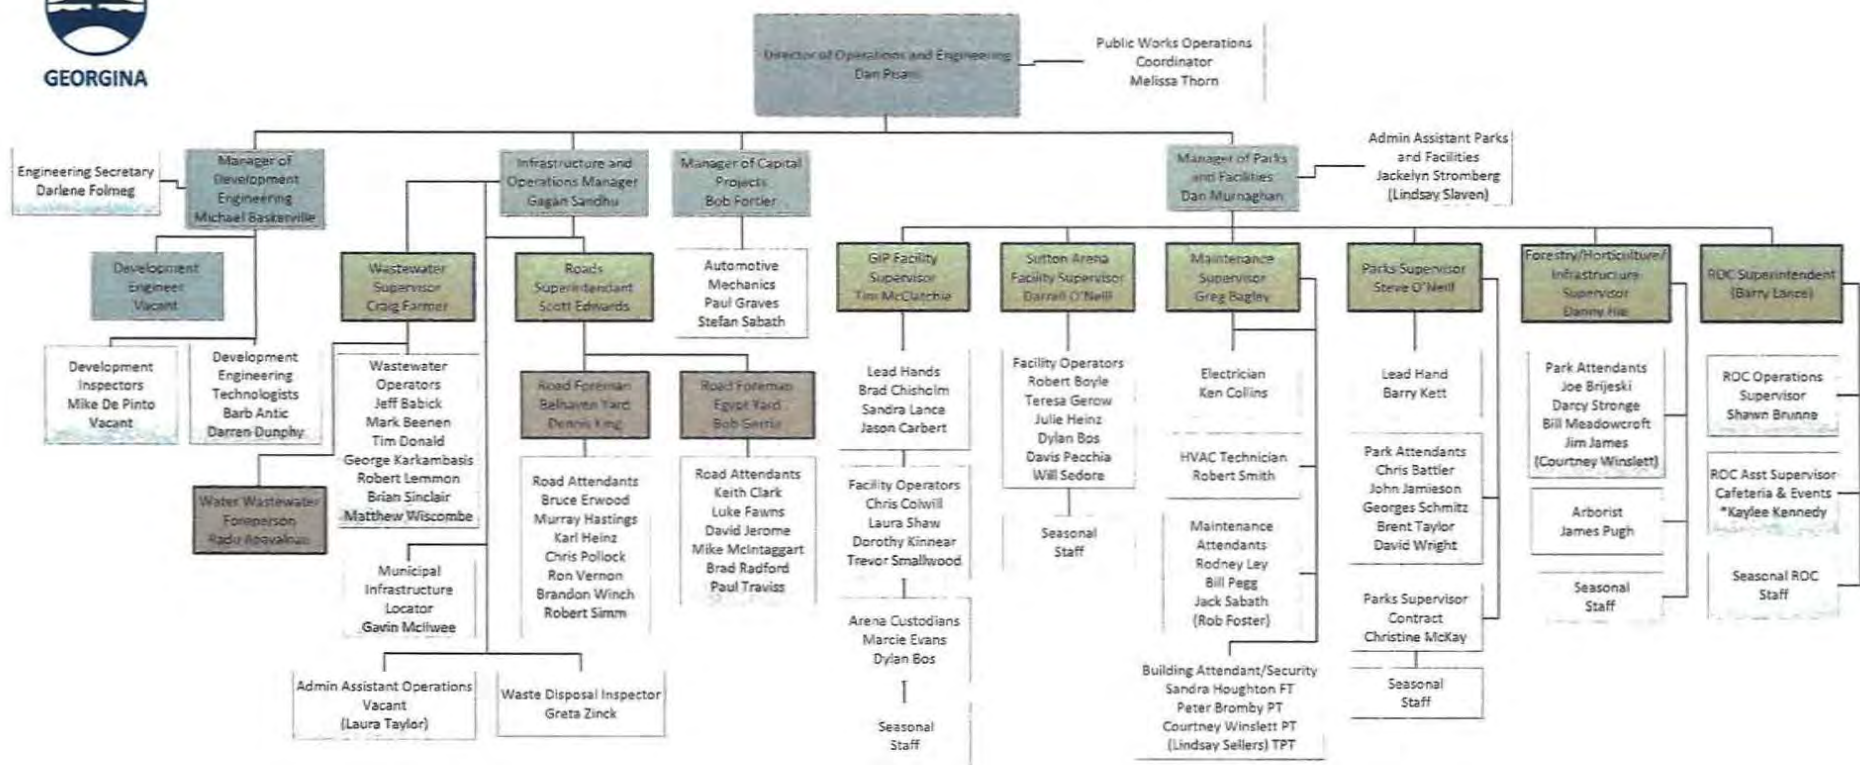 GEORGINA
Director of Operations and Engineering
Dan Pisani
Public Works Operations
Coordinator
Melissa Thorn
Engineering Secretary
Darlene Folmeg
Manager of
Development
Engineering
Michael Baskerville
Infrastructure and
Operations Manager
Gagan Sandhu
Manager of Capital
Projects
Bob Fortier
Manager of Parks
and Facilities
Dan Murnaghan
Admin Assistant Parks
and Facilities
Jackelyn Stromberg
(Lindsay Slaven)
Development
Engineer
Vacant
Wastewater
Supervisor
Craig Farmer
Roads
Superintendant
Scott Edwards
Automotive
Mechanics
Paul Graves
Stefan Sabath
GIP Facility
Supervisor
Tim McClatchie
Sutton Arena
Facility Supervisor
Darrell O'Neill
Maintenance
Supervisor
Greg Bagley
Parks Supervisor
Steve O'Neill
Forestry/Horticulture/
Infrastructure
Supervisor
Danny
ROC Superintendent
(Barry Lance)
Development
Inspectors
Mike De Pinto
Vacant
Development
Engineering
Technologists
Barb Antic
Darren Dunphy
Wastewater
Operators
Jeff Babick
Mark Beenen
Tim Donald
George Karkambasis
Robert Lemmon
Brian Sinclair
Matthew Wiscombe
Road Foreman
Belhaven Yard
Dennis King
Road Foreman
Egypt Yard
Bob
Lead Hands
Brad Chisholm
Sandra Lance
Jason Carbert
Facility Operators
Robert Boyle
Teresa Gerow
Julie Heinz
Dylan Bos
Davis Pecchia
Will Sedore
Electrician
Ken Collins
Lead Hand
Barry Kett
Park Attendants
Joe Brijeski
Darcy Stronge
Bill Meadowcroft
Jim James
(Courtney Winslett)
ROC Operations
Supervisor
Shawn Brunne
Water Wastewater
Foreperson
Radu
Road Attendants
Bruce Erwood
Murray Hastings
Karl Heinz
Chris Pollock
Ron Vernon
Brandon Winch
Robert Simm
Road Attendants
Keith Clark
Luke Fawns
David Jerome
Mike McIntaggart
Brad Radford
Paul Traviss
Facility Operators
Chris Colwill
Laura Shaw
Dorothy Kinnear
Trevor Smallwood
Seasonal
Staff
HVAC Technician
Robert Smith
Park Attendants
Chris Battler
John Jamieson
Georges Schmitz
Brent Taylor
David Wright
Arborist
James Pugh
ROC Asst Supervisor
Cafeteria & Events
*Kaylee Kennedy
Municipal
Infrastructure
Locator
Gavin McIlwee
Arena Custodians
Marcie Evans
Dylan Bos
Maintenance
Attendants
Rodney Ley
Bill Pegg
Jack Sabath
(Rob Foster)
Parks Supervisor
Contract
Christine McKay
Seasonal
Staff
Seasonal ROC
Staff
Admin Assistant Operations
Vacant
(Laura Taylor)
Waste Disposal Inspector
Greta Zinck
Seasonal
Staff
Building Attendant/Security
Sandra Houghton FT
Peter Bromby PT
Courtney Winslett PT
(Lindsay Sellers) TPT
Seasonal
Staff